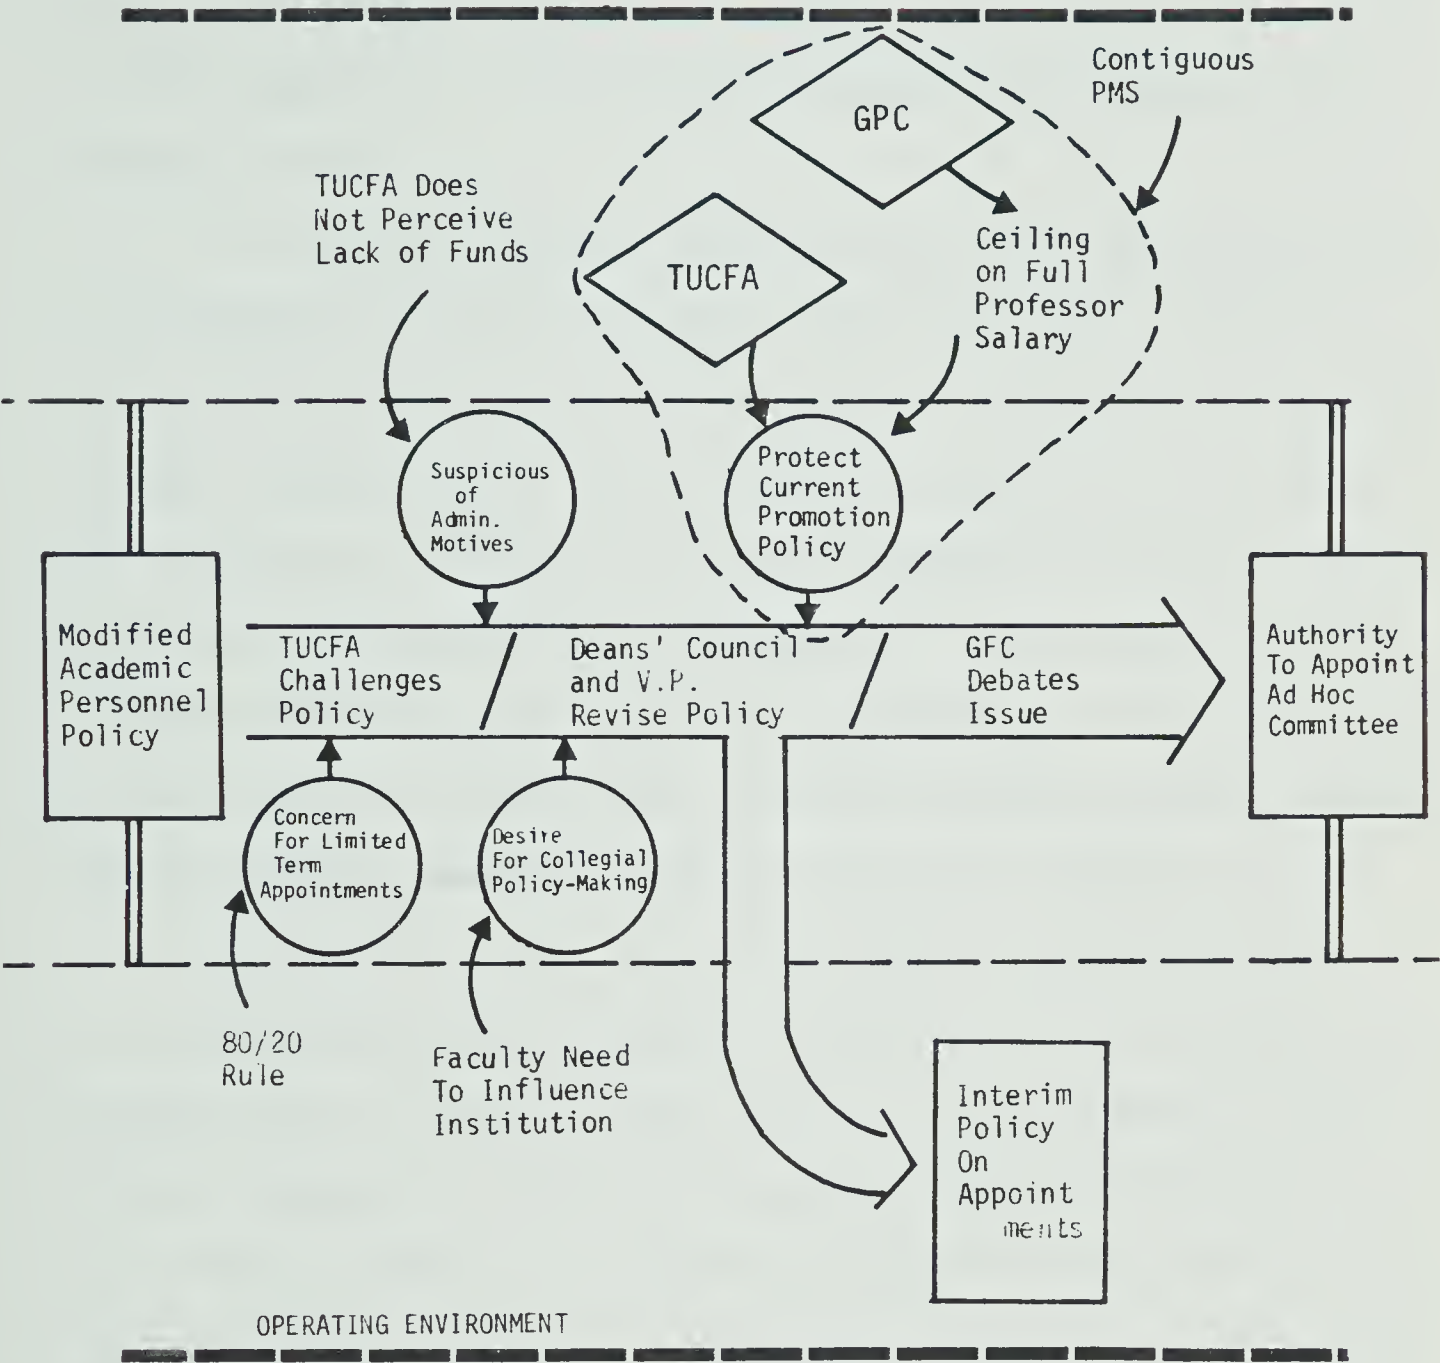 Contiguous
PMS
GPC
TUCFA Does
Not Perceive
Lack of Funds
TUCFA
Ceiling
on Full
Professor
Salary
Suspicious
of
Admin.
Motives
Protect
Current
Promotion
Policy
Modified
Academic
Personnel
Policy
TUCFA
Challenges
Policy
Deans' Council
and V.P.
Revise Policy
GFC
Debates
Issue
Authority
To Appoint
Ad Hoc
Committee
Concern
For Limited
Term
Appointments
Desire
For Collegial
Policy-Making
80/20
Rule
Faculty Need
To Influence
Institution
Interim
Policy
On
Appoint
ments
OPERATING ENVIRONMENT